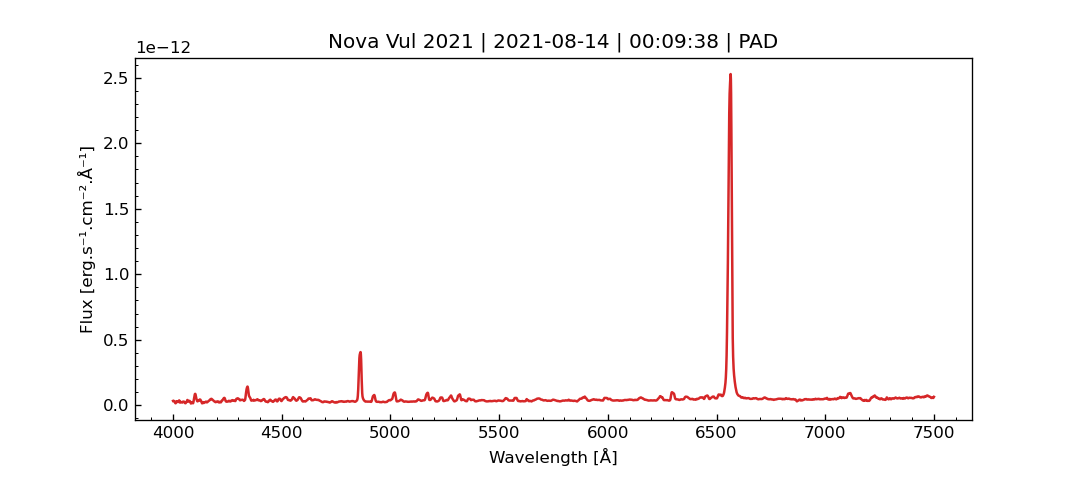 Nova Vul 2021 | 2021-08-14 | 00:09:38 | PAD
1e−12
2.5
2.0
1.5
1.0
0.5
0.0
Flux [erg.s⁻¹.cm⁻².Å⁻¹]
4000 4500 5000 5500 6000 6500 7000 7500
Wavelength [Å]